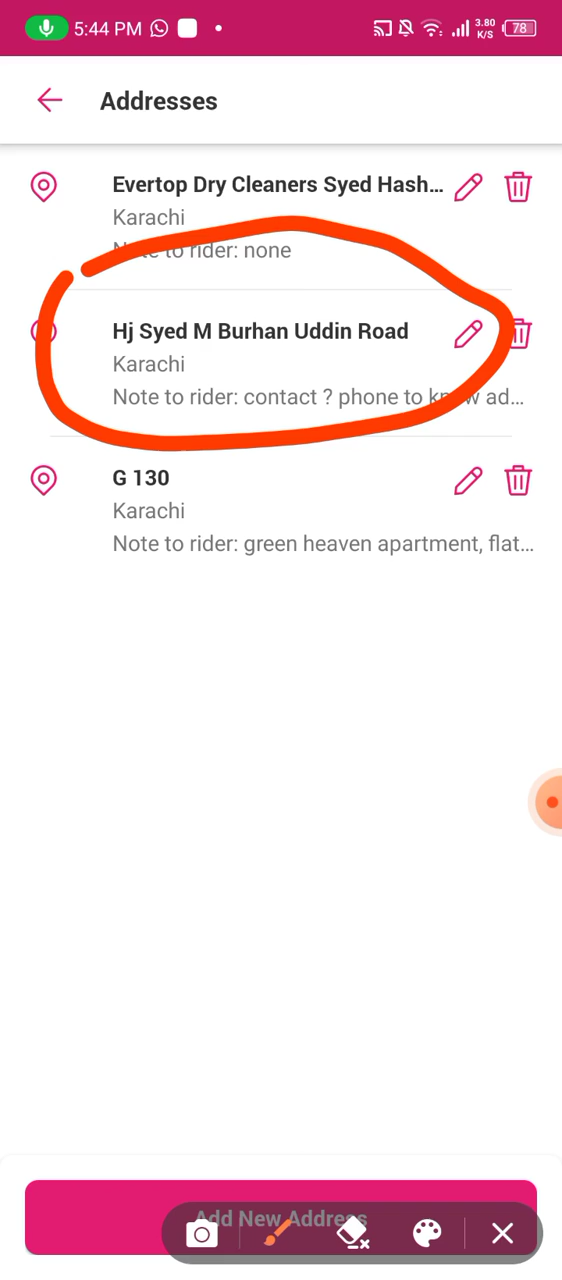 5:44 PM
3.80
K/S
78
Addresses
Evertop Dry Cleaners Syed Hash...
Karachi
Note to rider: none
Hj Syed M Burhan Uddin Road
Karachi
Note to rider: contact ? phone to know ad...
G 130
Karachi
Note to rider: green heaven apartment, flat...
Add New Address